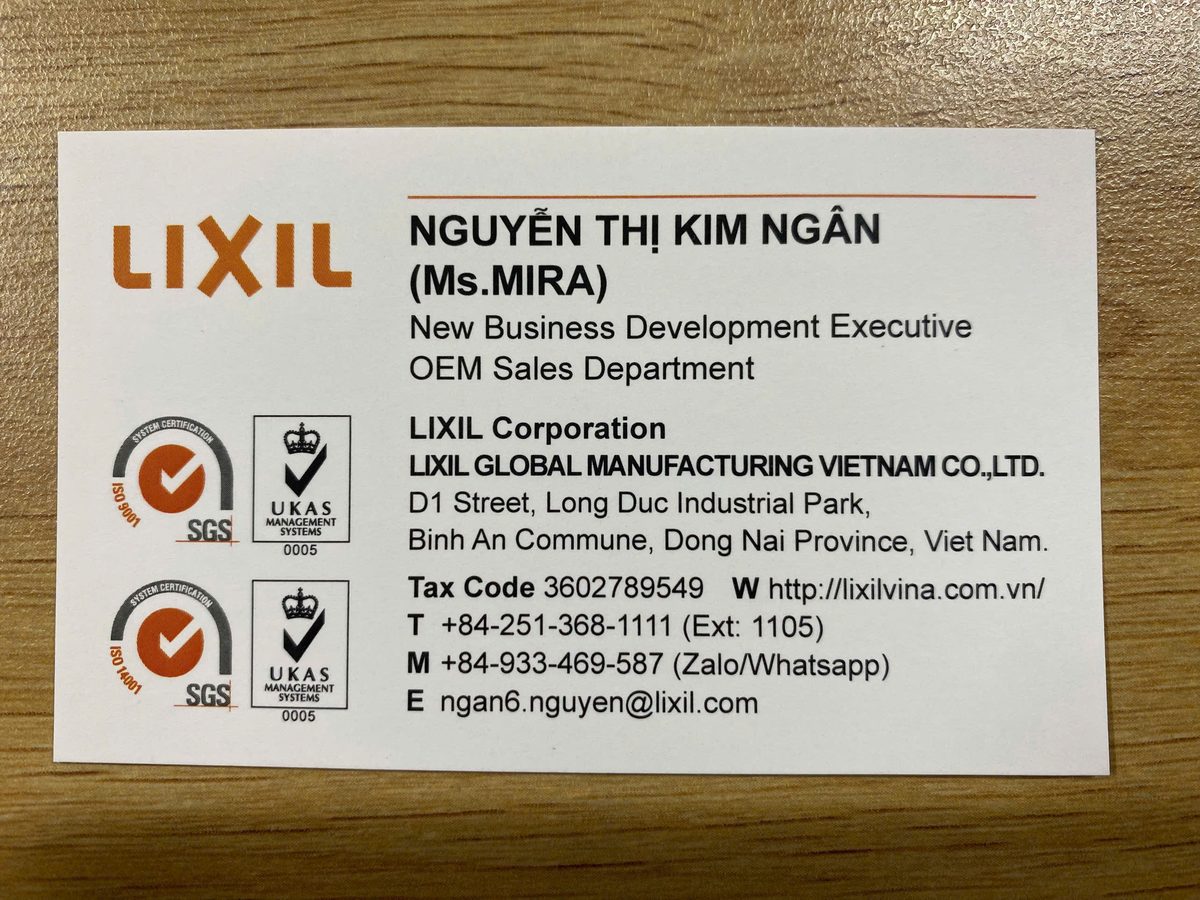 LIXIL
NGUYỄN THỊ KIM NGÂN
(Ms.MIRA)
New Business Development Executive
OEM Sales Department
LIXIL Corporation
LIXIL GLOBAL MANUFACTURING VIETNAM CO.,LTD.
D1 Street, Long Duc Industrial Park,
Binh An Commune, Dong Nai Province, Viet Nam.
Tax Code 3602789549 W http://lixilvina.com.vn/
T +84-251-368-1111 (Ext: 1105)
M +84-933-469-587 (Zalo/Whatsapp)
E ngan6.nguyen@lixil.com
SYSTEM CERTIFICATION
ISO 9001
SGS
UKAS
MANAGEMENT
SYSTEMS
0005
SYSTEM CERTIFICATION
ISO 14001
SGS
UKAS
MANAGEMENT
SYSTEMS
0005